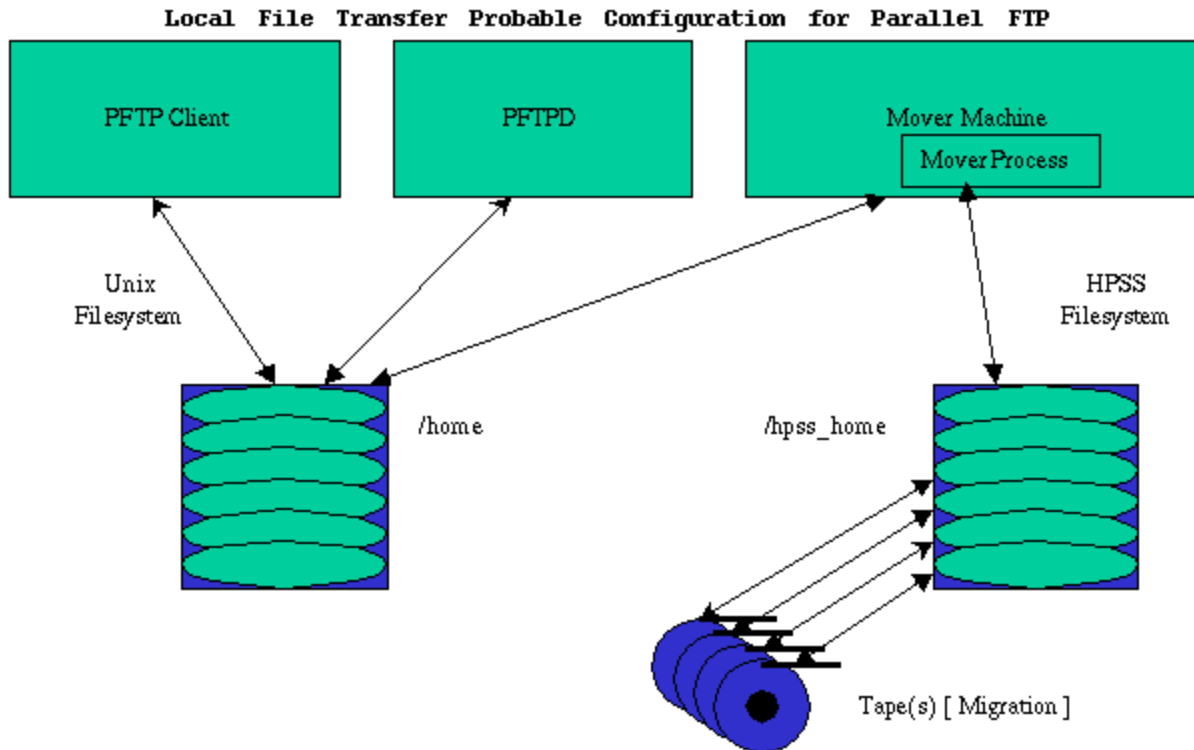 Local File Transfer Probable Configuration for Parallel FTP
PFTP Client
PFTPD
Mover Machine
Mover Process
Unix
Filesystem
HPSS
Filesystem
/home
/hpss_home
Tape(s) [ Migration ]